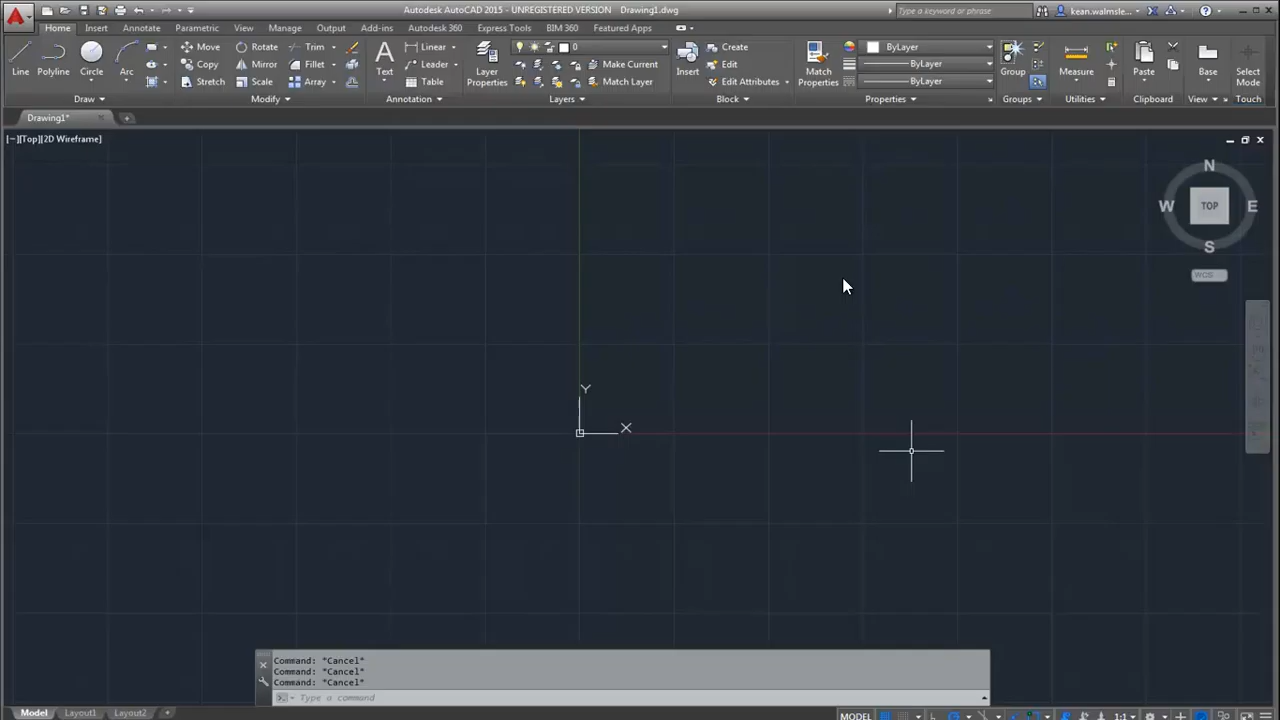 Autodesk AutoCAD 2015 - UNREGISTERED VERSION Drawing1.dwg
Type a keyword or phrase
kean.walmsle...
Home Insert Annotate Parametric View Manage Output Add-ins Autodesk 360 Express Tools BIM 360 Featured Apps
Line Polyline Circle Arc
Move Rotate Trim
Copy Mirror Fillet
Stretch Scale Array
Text
Linear
Leader
Table
Layer Properties
0
Make Current
Match Layer
Insert
Create
Edit
Edit Attributes
Match Properties
ByLayer
ByLayer
ByLayer
Group
Measure
Paste
Base
Select Mode
Draw Modify Annotation Layers Block Properties Groups Utilities Clipboard View Touch
Drawing1*
[−][Top][2D Wireframe]
N
W TOP E
S
WCS
Y
X
Command: *Cancel*
Command: *Cancel*
Command: *Cancel*
Type a command
Model Layout1 Layout2
MODEL
1:1